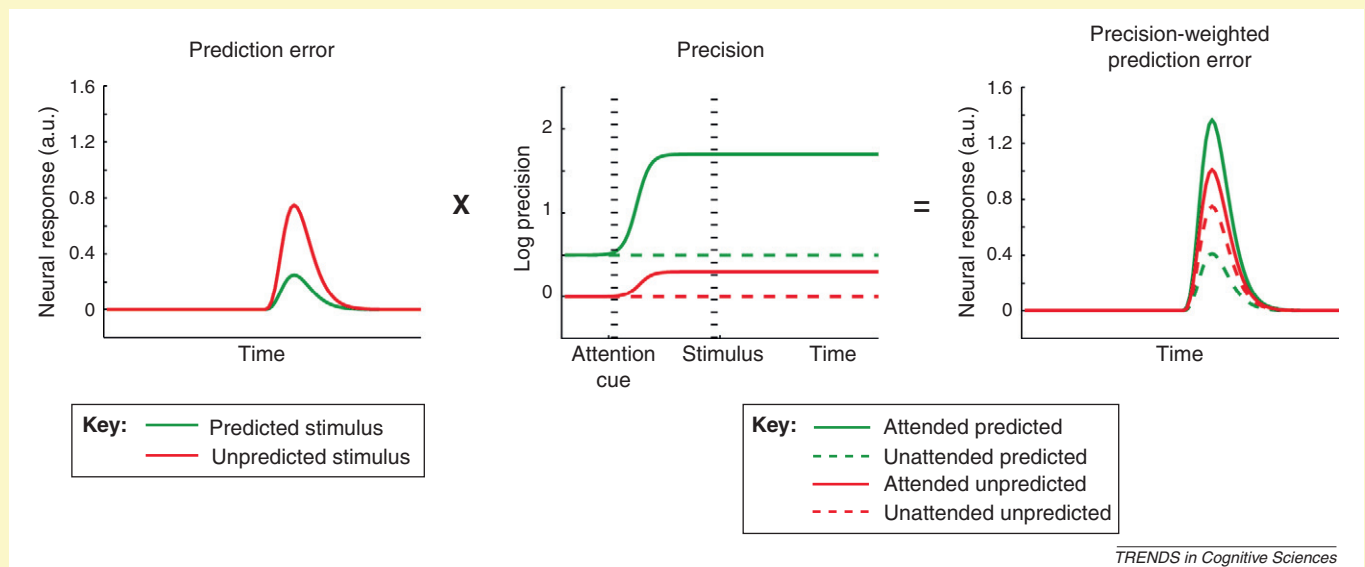 Prediction error
Neural response (a.u.)
1.6
1.2
0.8
0.4
0
Time
X
Precision
Log precision
2
1
0
Attention
cue
Stimulus
Time
=
Precision-weighted
prediction error
Neural response (a.u.)
1.6
1.2
0.8
0.4
0
Time
Key:
Predicted stimulus
Unpredicted stimulus
Key:
Attended predicted
Unattended predicted
Attended unpredicted
Unattended unpredicted
TRENDS in Cognitive Sciences